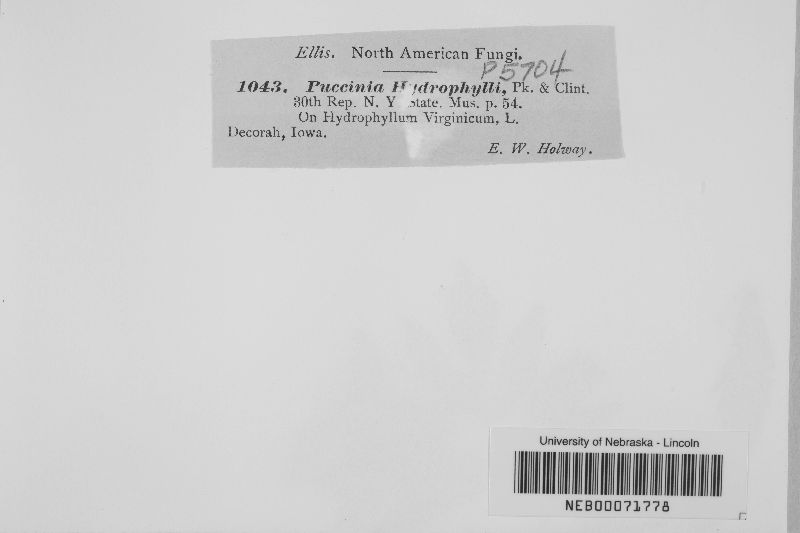 Ellis. North American Fungi.
P5704
1043. Puccinia Hydrophylli, Pk. & Clint.
30th Rep. N. Y. State. Mus. p. 54.
On Hydrophyllum Virginicum, L.
Decorah, Iowa.
E. W. Holway.
University of Nebraska - Lincoln
NEB00071778